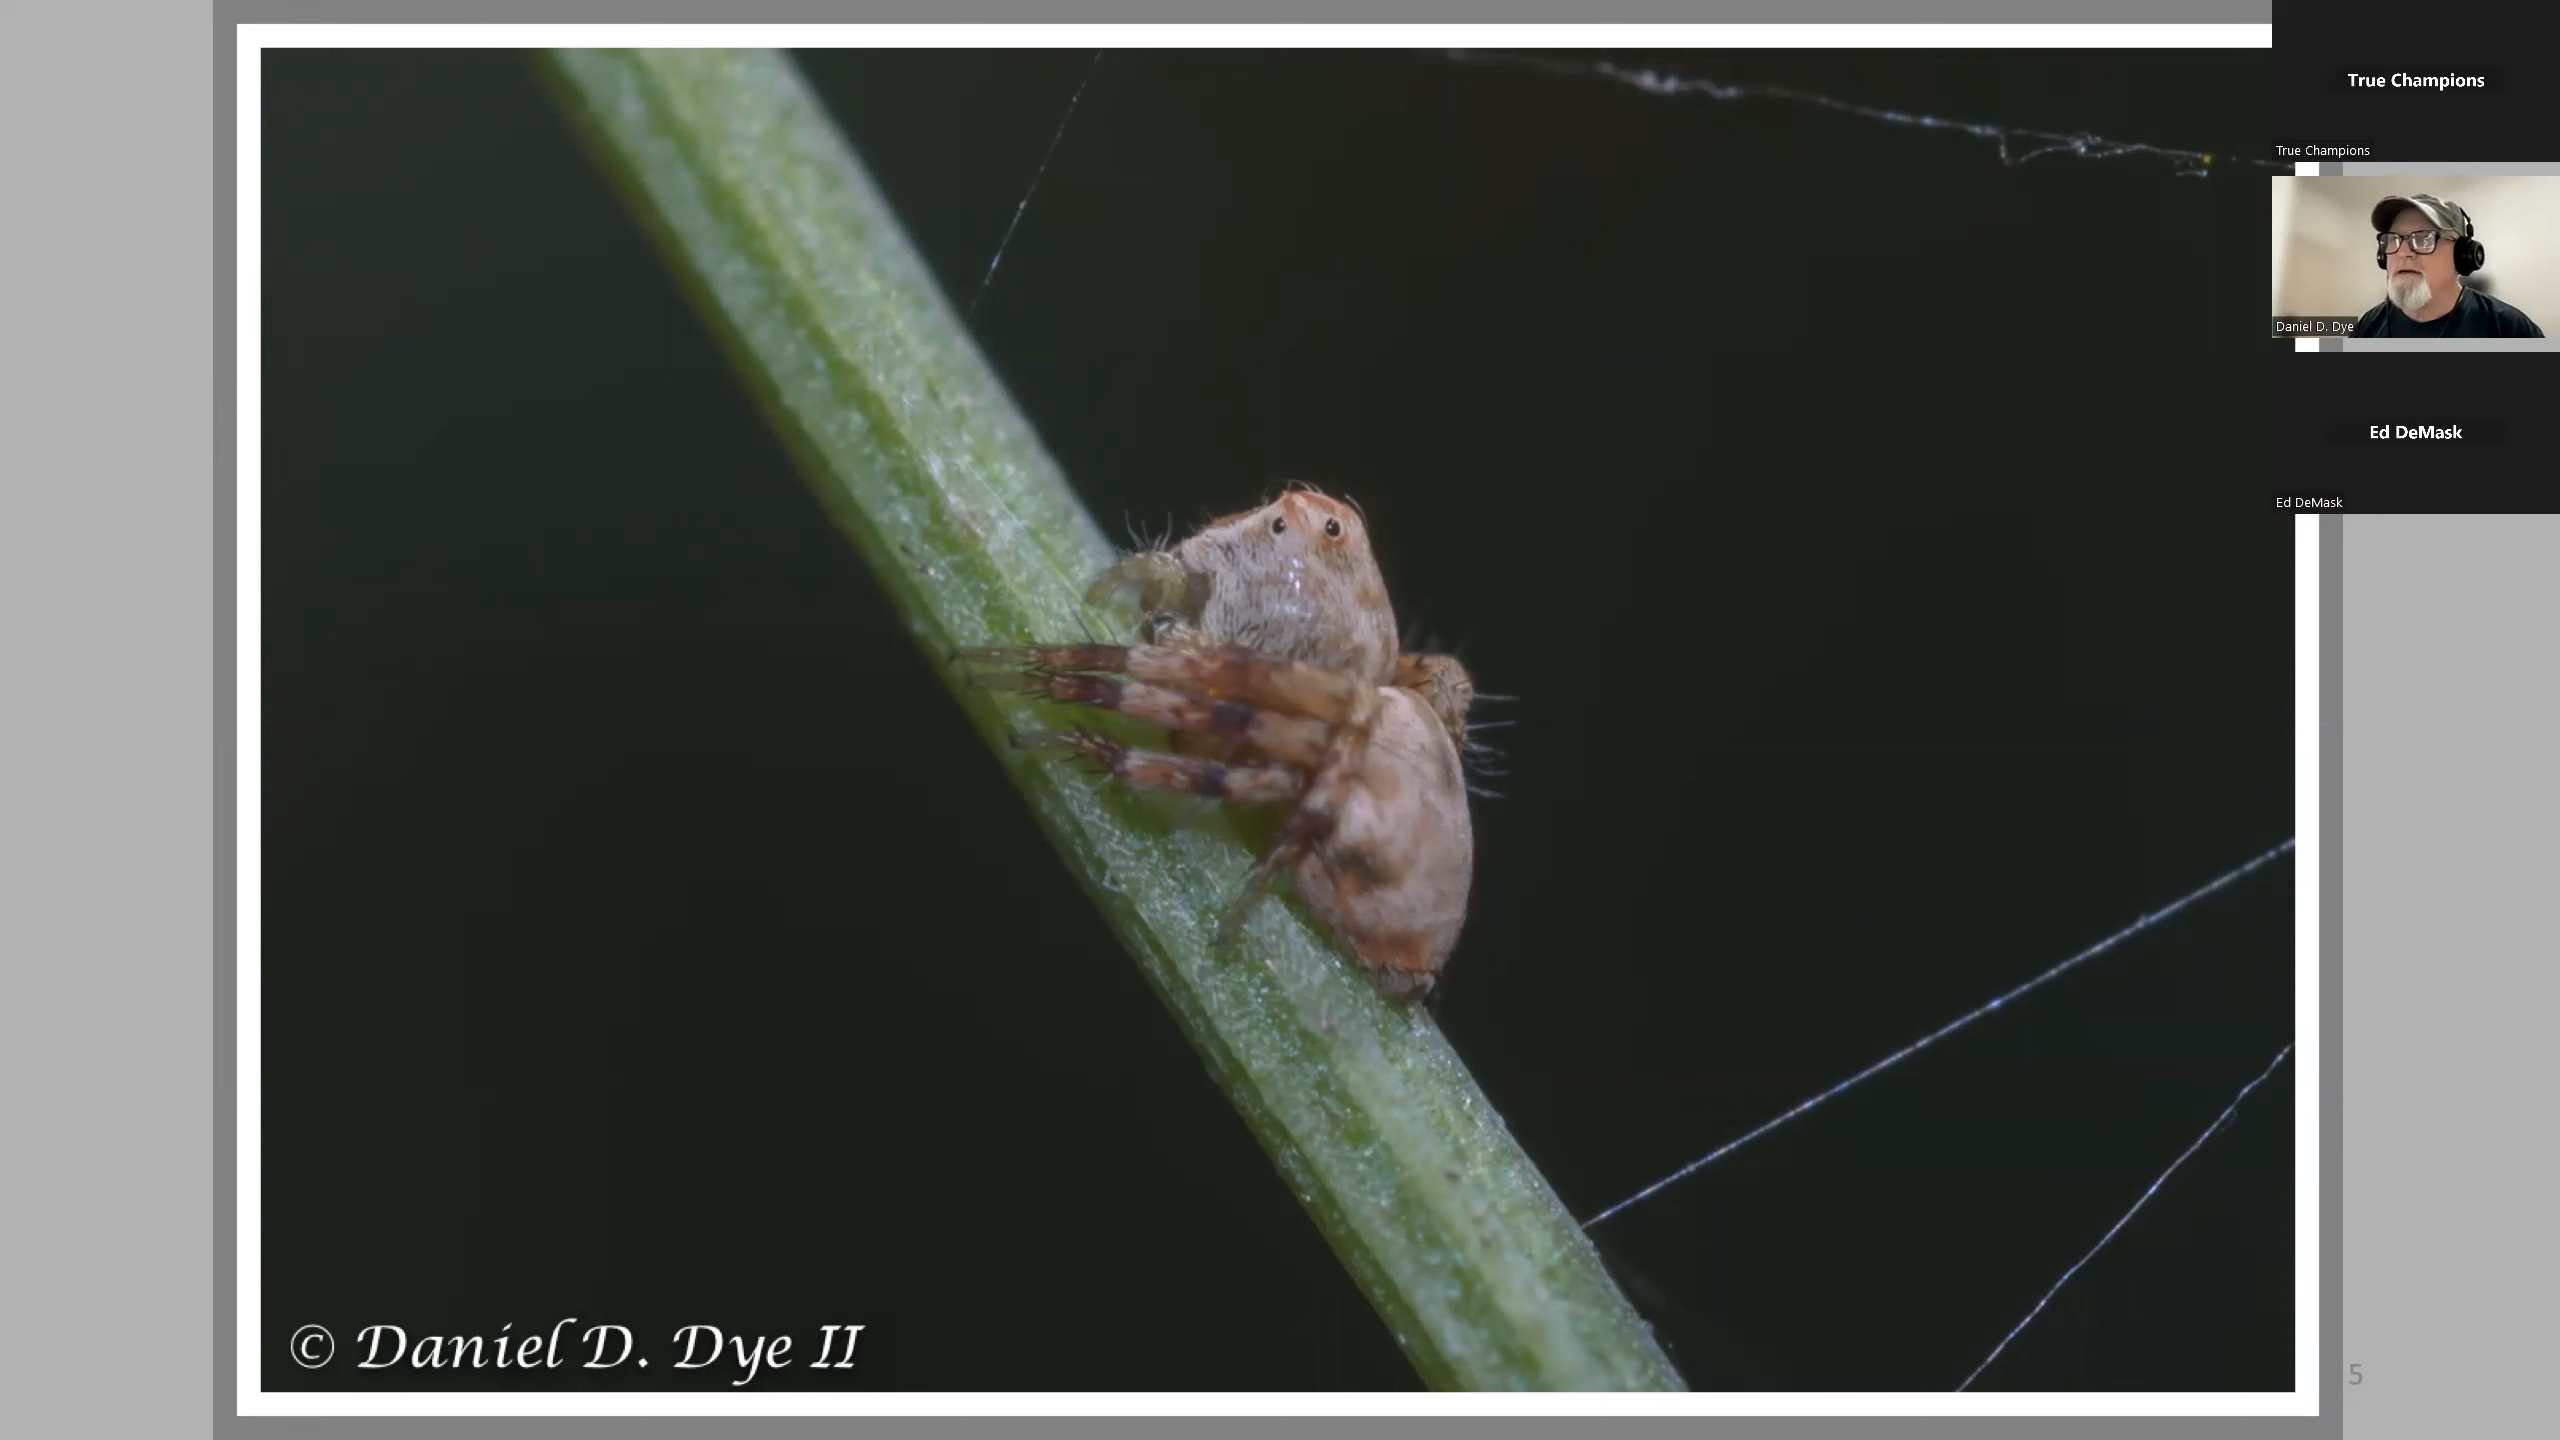 True Champions
True Champions
Daniel D. Dye
Ed DeMask
Ed DeMask
© Daniel D. Dye II
5